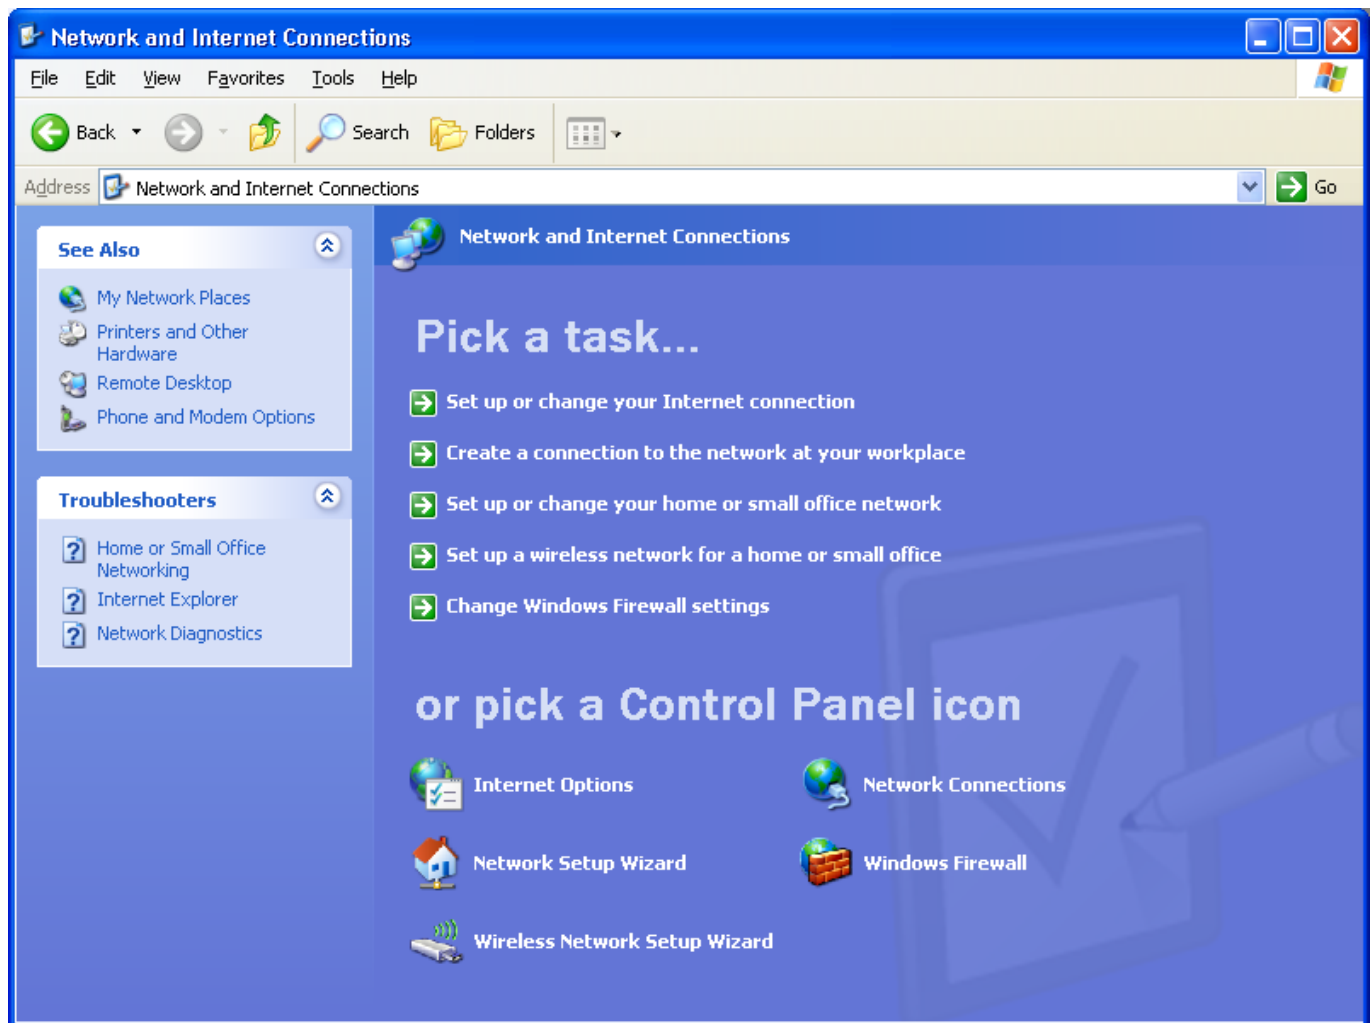 Network and Internet Connections
File Edit View Favorites Tools Help
Back Search Folders
Address Network and Internet Connections Go
See Also
My Network Places
Printers and Other
Hardware
Remote Desktop
Phone and Modem Options
Troubleshooters
Home or Small Office
Networking
Internet Explorer
Network Diagnostics
Network and Internet Connections
Pick a task...
Set up or change your Internet connection
Create a connection to the network at your workplace
Set up or change your home or small office network
Set up a wireless network for a home or small office
Change Windows Firewall settings
or pick a Control Panel icon
Internet Options Network Connections
Network Setup Wizard Windows Firewall
Wireless Network Setup Wizard